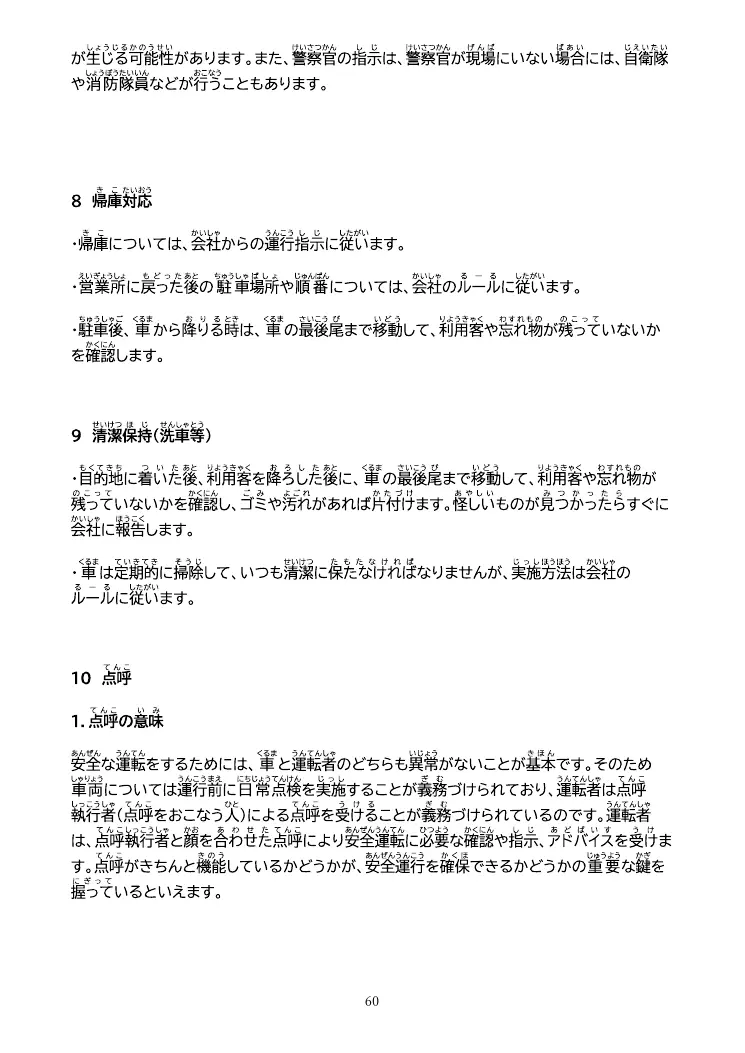 が生じる可能性があります。また、警察官の指示は、警察官が現場にいない場合には、自衛隊
や消防隊員などが行うこともあります。
8 帰庫対応
・帰庫については、会社からの運行指示に従います。
・営業所に戻った後の駐車場所や順番については、会社のルールに従います。
・駐車後、車から降りる時は、車の最後尾まで移動して、利用客や忘れ物が残っていないか
を確認します。
9 清潔保持(洗車等)
・目的地に着いた後、利用客を降ろした後に、車の最後尾まで移動して、利用客や忘れ物が
残っていないかを確認し、ゴミや汚れがあれば片付けます。怪しいものが見つかったらすぐに
会社に報告します。
・車は定期的に掃除して、いつも清潔に保たなければなりませんが、実施方法は会社の
ルールに従います。
10 点呼
1. 点呼の意味
安全な運転をするためには、車と運転者のどちらも異常がないことが基本です。そのため
車両については運行前に日常点検を実施することが義務づけられており、運転者は点呼
執行者(点呼をおこなう人)による点呼を受けることが義務づけられているのです。運転者
は、点呼執行者と顔を合わせた点呼により安全運転に必要な確認や指示、アドバイスを受けま
す。点呼がきちんと機能しているかどうかが、安全運行を確保できるかどうかの重要な鍵を
握っているといえます。
60